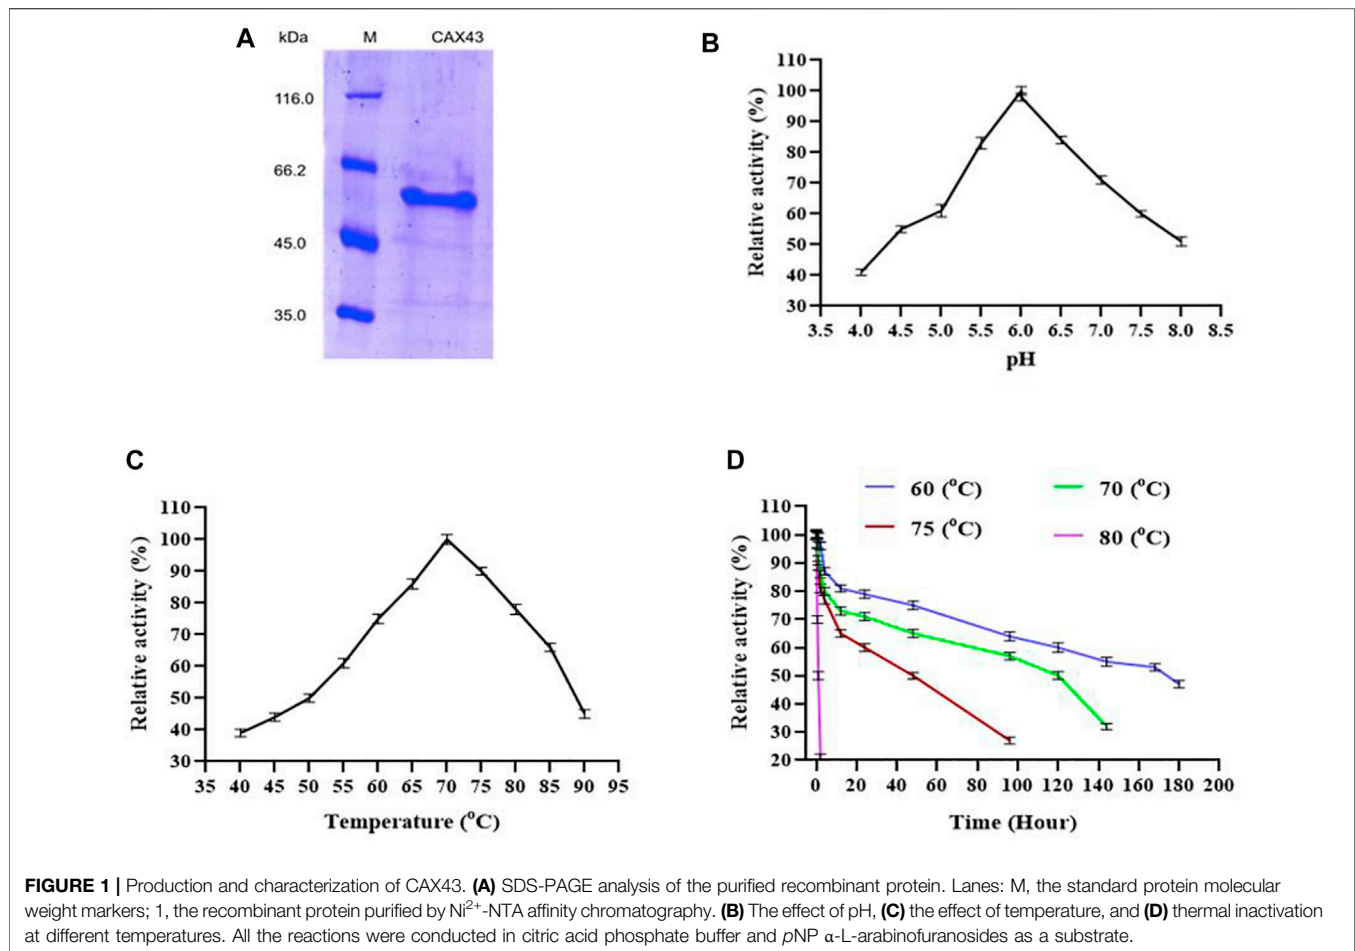 A
kDa M CAX43
116.0
66.2
45.0
35.0
B
110
100
90
80
70
60
50
40
30
Relative activity (%)
3.5 4.0 4.5 5.0 5.5 6.0 6.5 7.0 7.5 8.0 8.5
pH
C
110
100
90
80
70
60
50
40
30
Relative activity (%)
35 40 45 50 55 60 65 70 75 80 85 90 95
Temperature (°C)
D
60 (°C) 70 (°C)
75 (°C) 80 (°C)
110
100
90
80
70
60
50
40
30
20
Relative activity (%)
0 20 40 60 80 100 120 140 160 180 200
Time (Hour)
FIGURE 1 | Production and characterization of CAX43. (A) SDS-PAGE analysis of the purified recombinant protein. Lanes: M, the standard protein molecular
weight markers; 1, the recombinant protein purified by Ni²⁺-NTA affinity chromatography. (B) The effect of pH, (C) the effect of temperature, and (D) thermal inactivation
at different temperatures. All the reactions were conducted in citric acid phosphate buffer and pNP α-L-arabinofuranosides as a substrate.